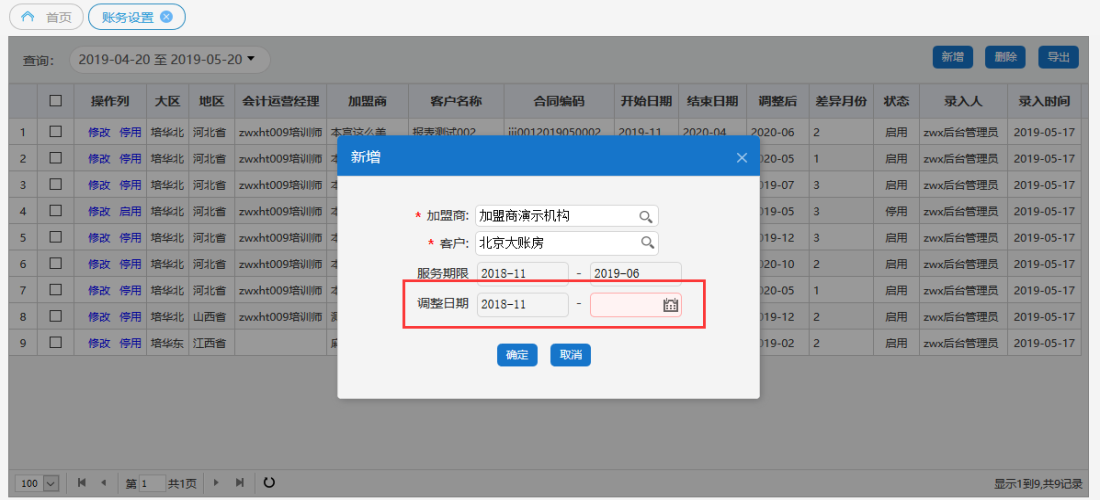 首页 账务设置
查询: 2019-04-20 至 2019-05-20 新增 删除 导出
操作列 大区 地区 会计运营经理 加盟商 客户名称 合同编码 开始日期 结束日期 调整后 差异月份 状态 录入人 录入时间
1 修改 停用 培华北 河北省 zwxht009培训师 本宫这么美 报表测试002 jjj0012019050002 2019-11 2020-04 2020-06 2 启用 zwx后台管理员 2019-05-17
2 修改 停用 培华北 河北省 zwxht009培训师 020-05 1 启用 zwx后台管理员 2019-05-17
3 修改 停用 培华北 河北省 zwxht009培训师 019-07 3 启用 zwx后台管理员 2019-05-17
4 修改 启用 培华北 河北省 zwxht009培训师 019-05 3 停用 zwx后台管理员 2019-05-17
5 修改 停用 培华北 河北省 zwxht009培训师 019-12 3 启用 zwx后台管理员 2019-05-17
6 修改 停用 培华北 河北省 zwxht009培训师 020-10 2 启用 zwx后台管理员 2019-05-17
7 修改 停用 培华北 河北省 zwxht009培训师 020-05 1 启用 zwx后台管理员 2019-05-17
8 修改 停用 培华北 山西省 zwxht009培训师 019-12 2 启用 zwx后台管理员 2019-05-17
9 修改 停用 培华东 江西省 019-02 2 启用 zwx后台管理员 2019-05-17
新增
* 加盟商: 加盟商演示机构
* 客户: 北京大账房
服务期限 2018-11 - 2019-06
调整日期 2018-11 -
确定 取消
100 第 1 共1页 显示1到9,共9记录